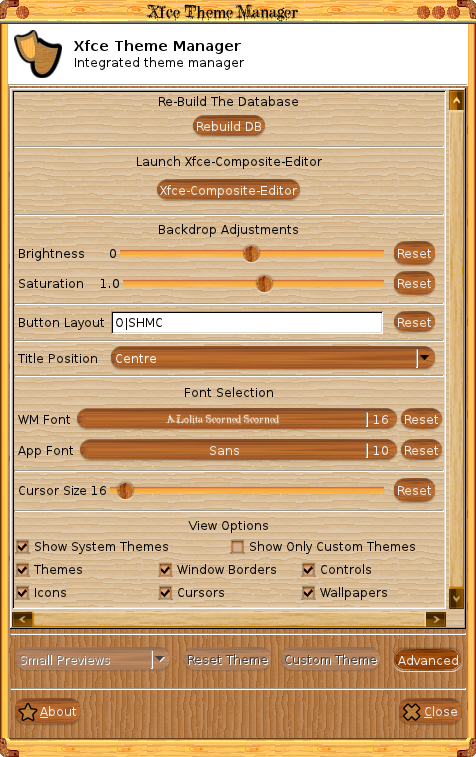 Xfce Theme Manager
Xfce Theme Manager
Integrated theme manager
Re-Build The Database
Rebuild DB
Launch Xfce-Composite-Editor
Xfce-Composite-Editor
Backdrop Adjustments
Brightness 0 Reset
Saturation 1.0 Reset
Button Layout O|SHMC Reset
Title Position Centre
Font Selection
WM Font A Lolita Scorned Scorned 16 Reset
App Font Sans 10 Reset
Cursor Size 16 Reset
View Options
Show System Themes Show Only Custom Themes
Themes Window Borders Controls
Icons Cursors Wallpapers
Small Previews Reset Theme Custom Theme Advanced
About Close